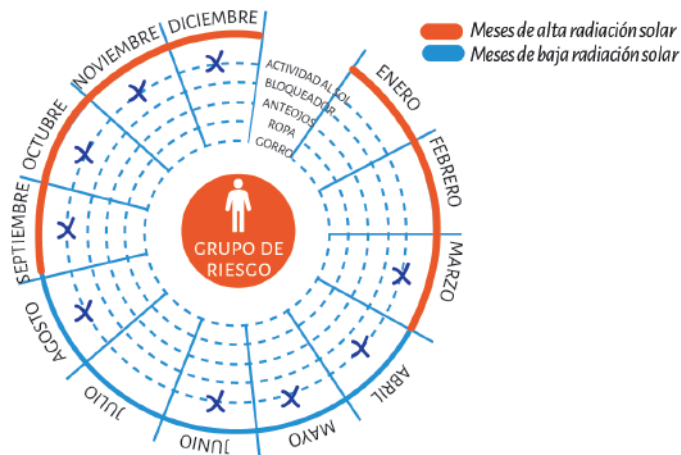 Meses de alta radiación solar
Meses de baja radiación solar
ENERO
FEBRERO
MARZO
ABRIL
MAYO
JUNIO
JULIO
AGOSTO
SEPTIEMBRE
OCTUBRE
NOVIEMBRE
DICIEMBRE
ACTIVIDAD AL SOL
BLOQUEADOR
ANTEOJOS
ROPA
GORRO
GRUPO DE
RIESGO